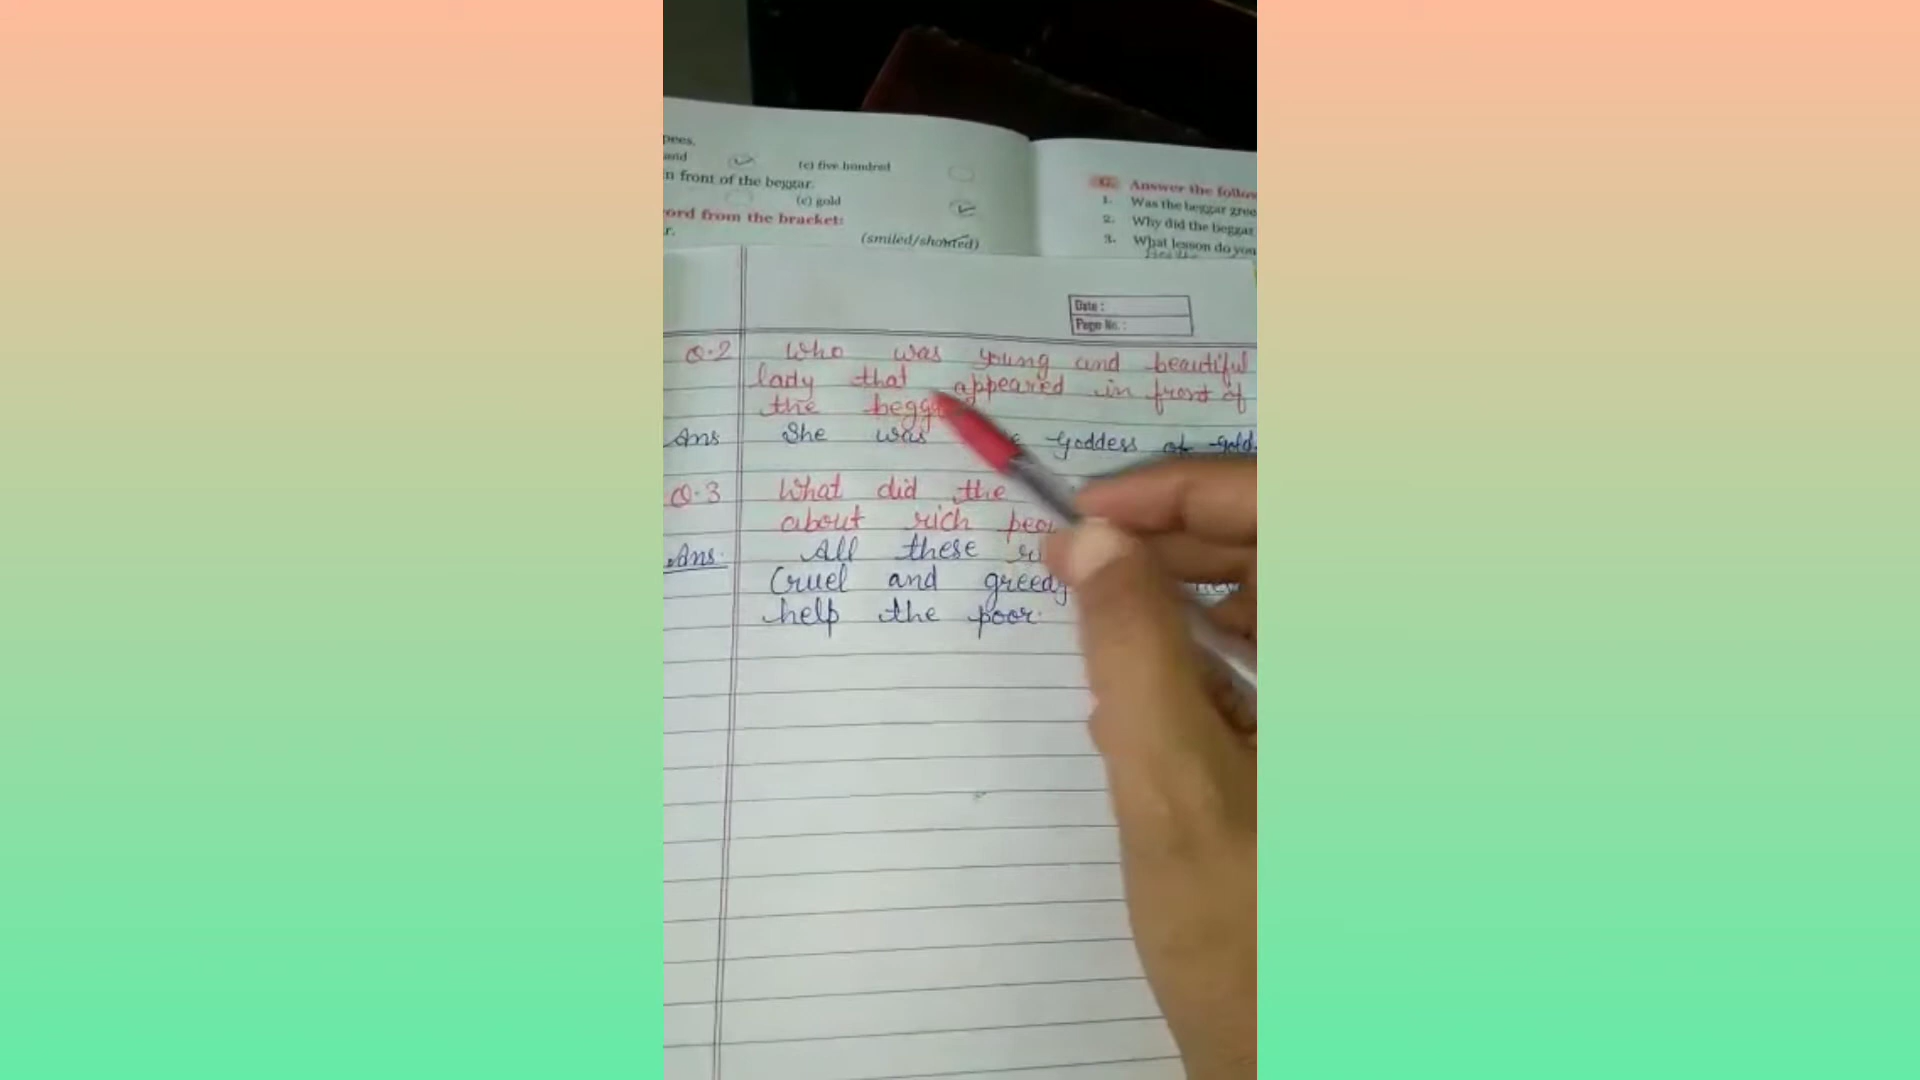 pees.
and
(c) five hundred
n front of the beggar.
(c) gold
ord from the bracket:
r.
(smiled/shouted)
G. Answer the follow
1. Was the beggar gree
2. Why did the beggar
3. What lesson do you
Date :
Page No. :
Q.2 Who was young and beautiful
lady that appeared in front of
the
Ans She was Goddess of gold.
Q.3 What did the
about rich
Ans. All these
Cruel and greedy
help the poor.